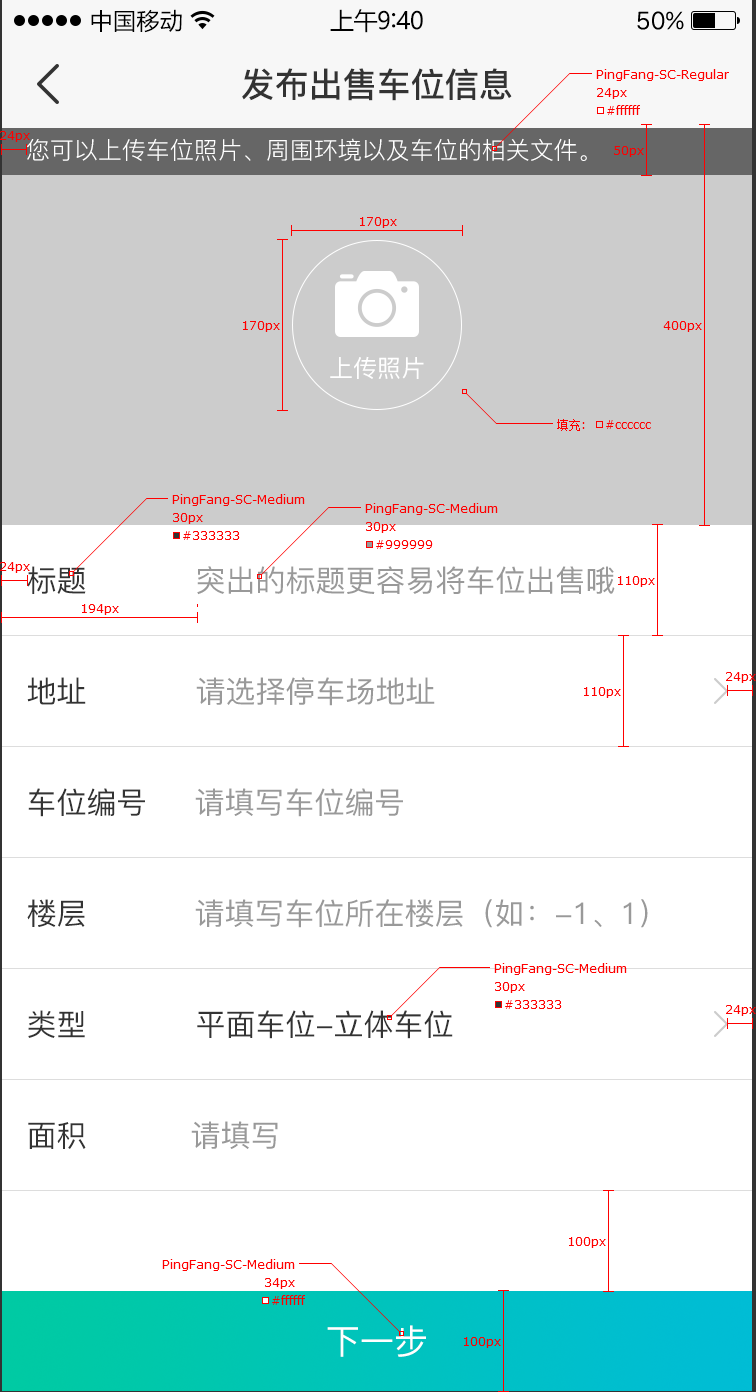 中国移动 上午9:40 50%
发布出售车位信息
PingFang-SC-Regular
24px
#ffffff
24px
您可以上传车位照片、周围环境以及车位的相关文件。
50px
170px
170px
400px
上传照片
填充: #cccccc
PingFang-SC-Medium
30px
#333333
PingFang-SC-Medium
30px
#999999
24px
标题 突出的标题更容易将车位出售哦
110px
194px
地址 请选择停车场地址
110px
24px
车位编号 请填写车位编号
楼层 请填写车位所在楼层（如：-1、1）
PingFang-SC-Medium
30px
#333333
类型 平面车位-立体车位
24px
面积 请填写
100px
PingFang-SC-Medium
34px
#ffffff
下一步
100px